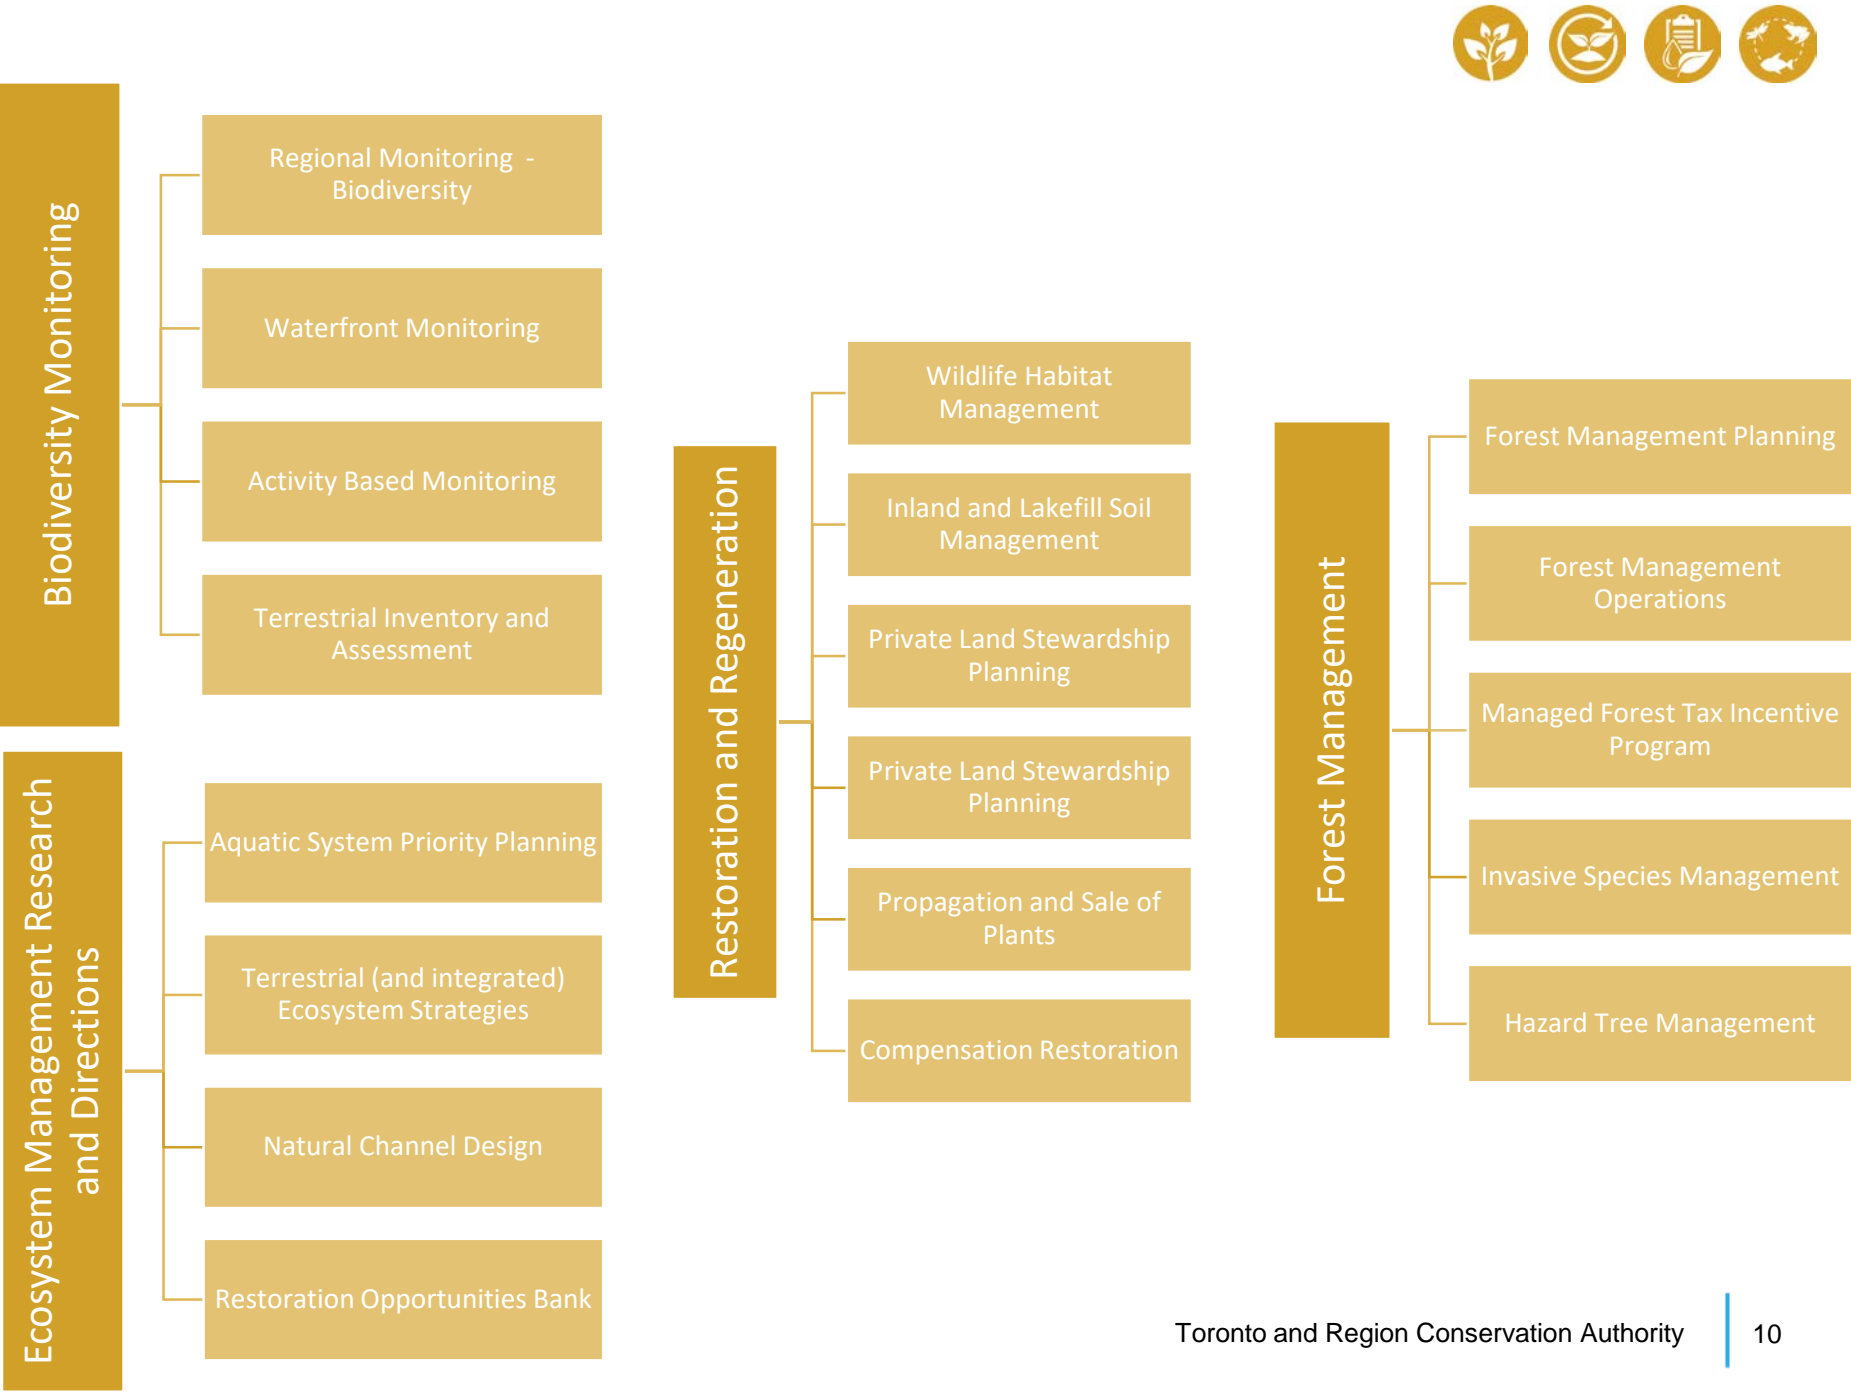 Biodiversity Monitoring
Regional Monitoring -
Biodiversity
Waterfront Monitoring
Activity Based Monitoring
Terrestrial Inventory and
Assessment
Ecosystem Management Research
and Directions
Aquatic System Priority Planning
Terrestrial (and integrated)
Ecosystem Strategies
Natural Channel Design
Restoration Opportunities Bank
Restoration and Regeneration
Wildlife Habitat
Management
Inland and Lakefill Soil
Management
Private Land Stewardship
Planning
Private Land Stewardship
Planning
Propagation and Sale of
Plants
Compensation Restoration
Forest Management
Forest Management Planning
Forest Management
Operations
Managed Forest Tax Incentive
Program
Invasive Species Management
Hazard Tree Management
Toronto and Region Conservation Authority
10